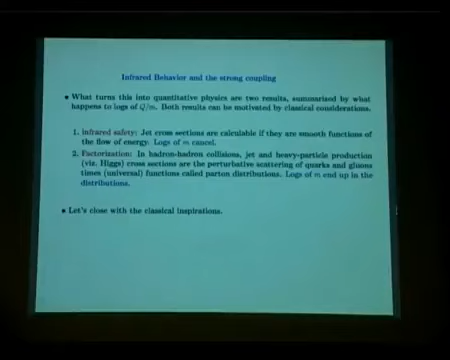 Infrared Behavior and the strong coupling
• What turns this into quantitative physics are two results, summarized by what
happens to logs of Q/m. Both results can be motivated by classical considerations.
1. Infrared safety: Jet cross sections are calculable if they are smooth functions of
the flow of energy. Logs of m cancel.
2. Factorization: In hadron-hadron collisions, jet and heavy-particle production
(viz. Higgs) cross sections are the perturbative scattering of quarks and gluons
times (universal) functions called parton distributions. Logs of m end up in the
distributions.
• Let's close with the classical inspirations.